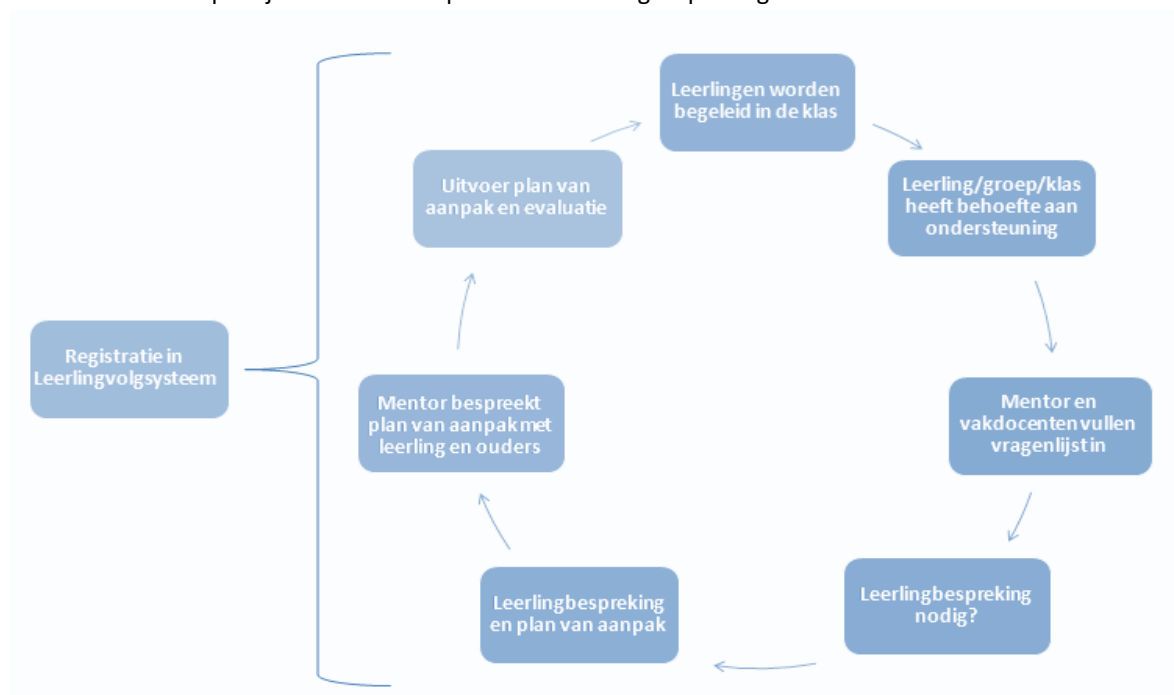 Leerlingen worden
begeleid in de klas
Leerling/groep/klas
heeft behoefte aan
ondersteuning
Mentor en
vakdocenten vullen
vragenlijst in
Leerlingbespreking
nodig?
Leerlingbespreking
en plan van aanpak
Mentor bespreekt
plan van aanpak met
leerling en ouders
Uitvoer plan van
aanpak en evaluatie
Registratie in
Leerlingvolgsysteem